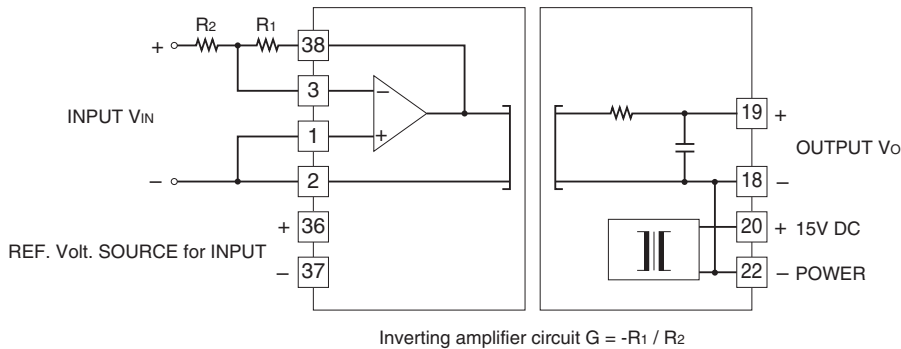 R2 R1
+ 38
3 −
INPUT VIN
1 +
− 2
+ 36
REF. Volt. SOURCE for INPUT
− 37
19 +
OUTPUT VO
18 −
20 + 15V DC
22 − POWER
Inverting amplifier circuit G = -R1 / R2